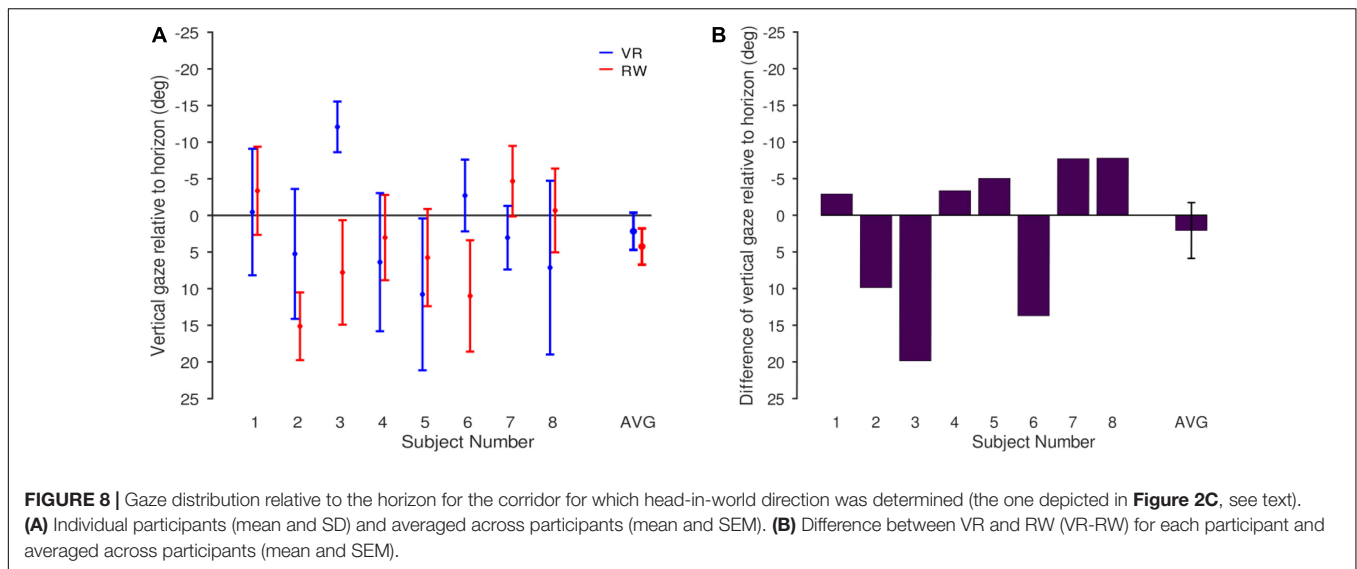 A
Vertical gaze relative to horizon (deg)
-25
-20
-15
-10
-5
0
5
10
15
20
25
VR
RW
1 2 3 4 5 6 7 8 AVG
Subject Number
B
Difference of vertical gaze relative to horizon (deg)
-25
-20
-15
-10
-5
0
5
10
15
20
25
1 2 3 4 5 6 7 8 AVG
Subject Number
FIGURE 8 | Gaze distribution relative to the horizon for the corridor for which head-in-world direction was determined (the one depicted in Figure 2C, see text).
(A) Individual participants (mean and SD) and averaged across participants (mean and SEM). (B) Difference between VR and RW (VR-RW) for each participant and
averaged across participants (mean and SEM).